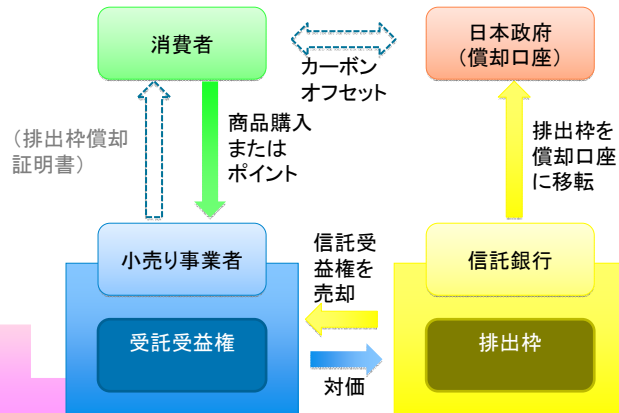 消費者
日本政府
（償却口座）
カーボン
オフセット
（排出枠償却
証明書）
商品購入
または
ポイント
排出枠を
償却口座
に移転
小売り事業者
信託受
益権を
売却
信託銀行
受託受益権
排出枠
対価